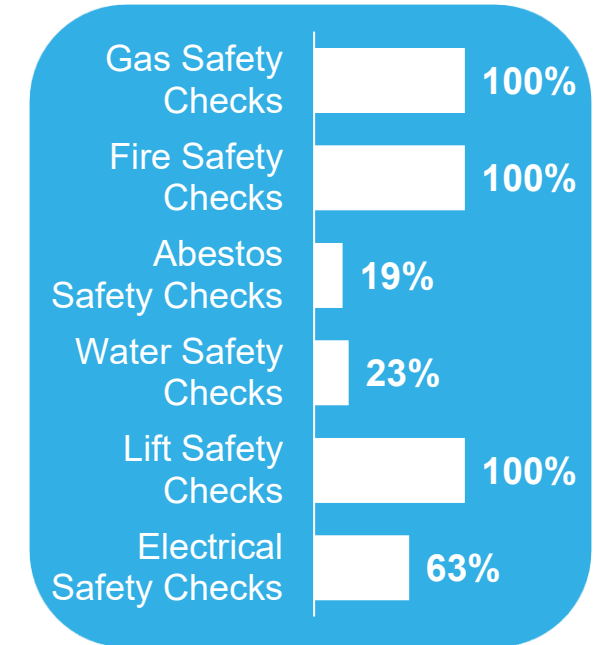 Gas Safety
Checks
100%
Fire Safety
Checks
100%
Abestos
Safety Checks
19%
Water Safety
Checks
23%
Lift Safety
Checks
100%
Electrical
Safety Checks
63%